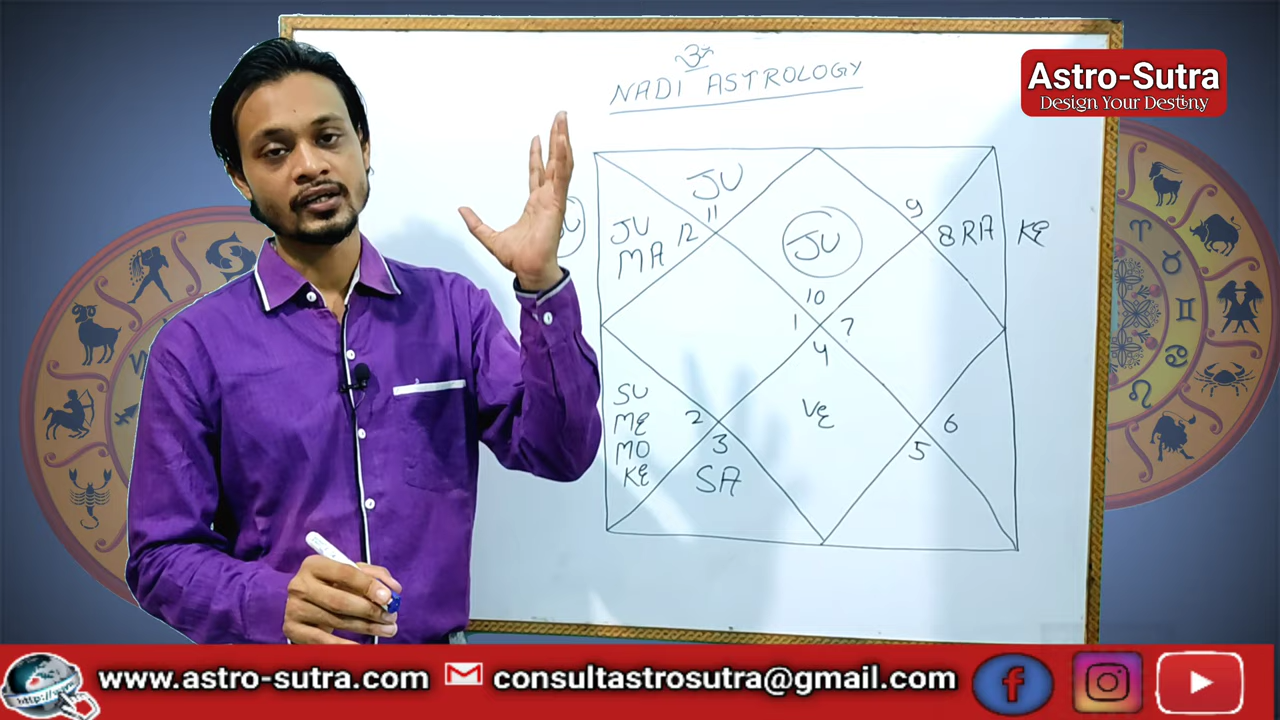 ॐ
NADI ASTROLOGY
Astro-Sutra
Design Your Destiny
JU
11
9
JU
MA
12
JU
8 RA
KE
10
1
7
4
SU
ME
MO
KE
2
VE
6
3
5
SA
www.astro-sutra.com
consultastrosutra@gmail.com
http://
f